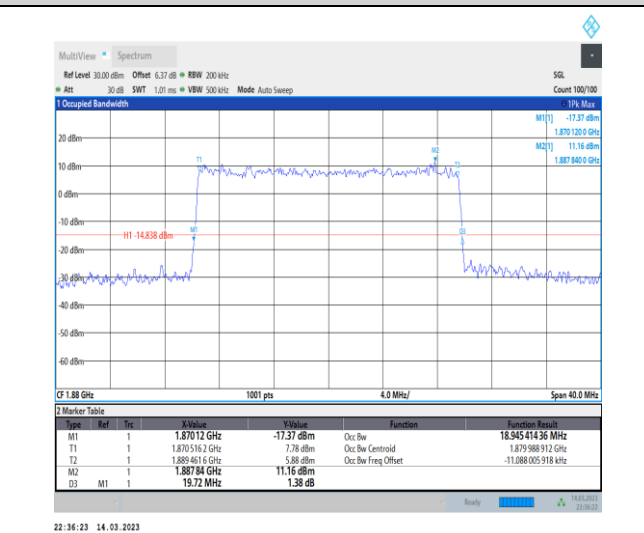 MultiView Spectrum
Ref Level 30.00 dBm Offset 6.37 dB RBW 200 kHz SGL
Att 30 dB SWT 1.01 ms VBW 500 kHz Mode Auto Sweep Count 100/100
1 Occupied Bandwidth 1Pk Max
M1[1] -17.37 dBm
1.870 120 0 GHz
M2[1] 11.16 dBm
1.887 840 0 GHz
20 dBm
M2
T1
10 dBm
0 dBm
-10 dBm
M1
H1 -14.838 dBm
D3
-20 dBm
-30 dBm
-40 dBm
-50 dBm
-60 dBm
CF 1.88 GHz 1001 pts 4.0 MHz/ Span 40.0 MHz
2 Marker Table
Type Ref Trc X-Value Y-Value Function Function Result
M1 1 1.87012 GHz -17.37 dBm Occ Bw 18.945 414 36 MHz
T1 1 1.870 516 2 GHz 7.78 dBm Occ Bw Centroid 1.879 988 912 GHz
T2 1 1.889 461 6 GHz 5.88 dBm Occ Bw Freq Offset -11.088 005 918 kHz
M2 1 1.887 84 GHz 11.16 dBm
D3 M1 1 19.72 MHz 1.38 dB
Ready 14.03.2023
22:36:22
22:36:23 14.03.2023